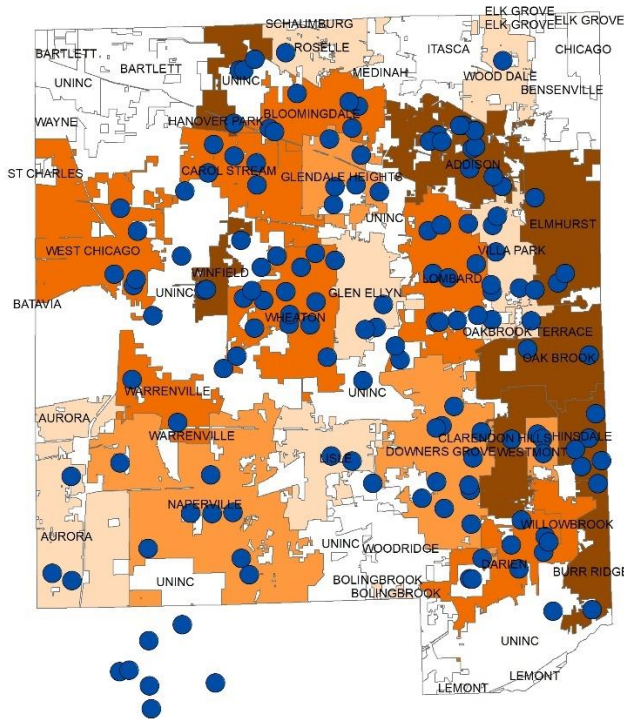 ELK GROVE
SCHAUMBURG
ELK GROVE
ELK GROVE
BARTLETT
ROSELLE
ITASCA
CHICAGO
BARTLETT
UNINC
MEDINAH
UNINC
WOOD DALE
BENSENVILLE
WAYNE
HANOVER PARK
BLOOMINGDALE
ADDISON
ST CHARLES
CAROL STREAM
GLENDALE HEIGHTS
UNINC
ELMHURST
WEST CHICAGO
VILLA PARK
WINFIELD
LOMBARD
BATAVIA
UNINC
GLEN ELLYN
WHEATON
OAKBROOK TERRACE
OAK BROOK
WARRENVILLE
UNINC
AURORA
WARRENVILLE
CLARENDON HILLS
HINSDALE
LISLE
DOWNERS GROVE
WESTMONT
NAPERVILLE
WILLOWBROOK
AURORA
UNINC
WOODRIDGE
DARIEN
UNINC
BOLINGBROOK
BURR RIDGE
BOLINGBROOK
UNINC
LEMONT
LEMONT